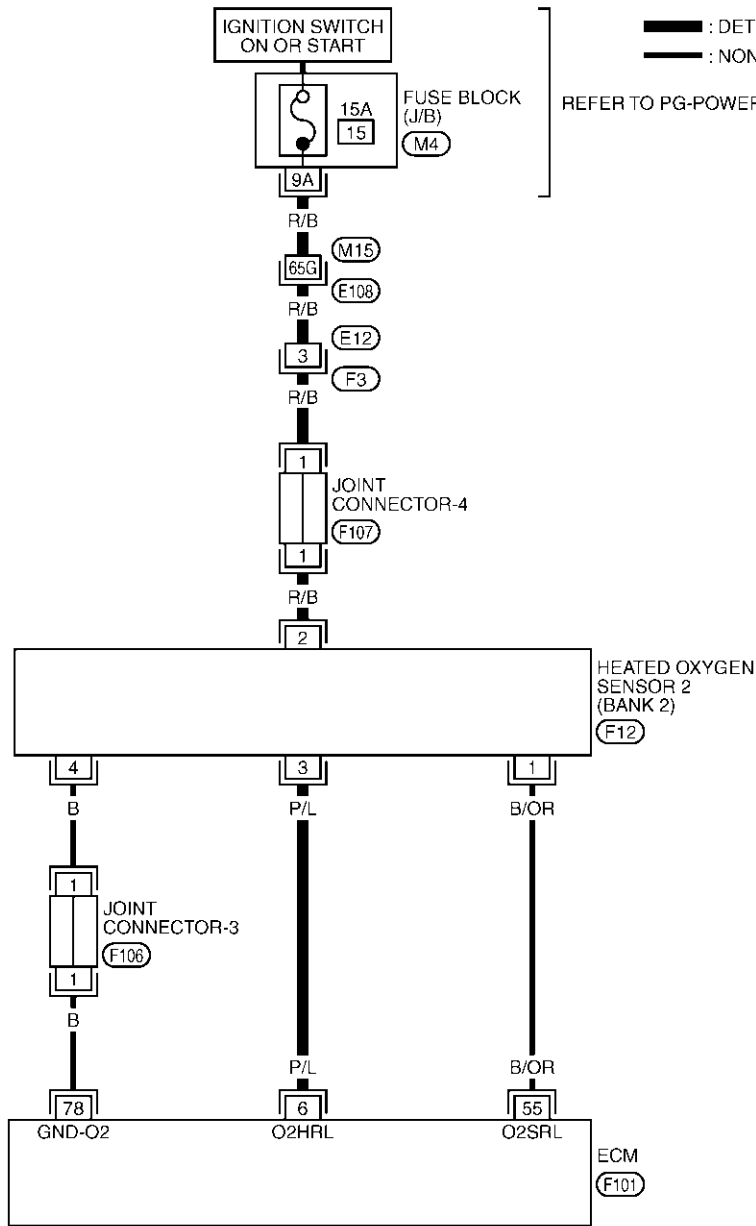 IGNITION SWITCH
ON OR START
: DET
: NON
FUSE BLOCK
(J/B)
M4
15A
15
REFER TO PG-POWER
9A
R/B
M15
65G
E108
R/B
E12
3
F3
R/B
1
JOINT
CONNECTOR-4
F107
1
R/B
2
HEATED OXYGEN
SENSOR 2
(BANK 2)
F12
4
3
1
B
P/L
B/OR
1
JOINT
CONNECTOR-3
F106
1
B
P/L
B/OR
78
6
55
GND-O2
O2HRL
O2SRL
ECM
F101